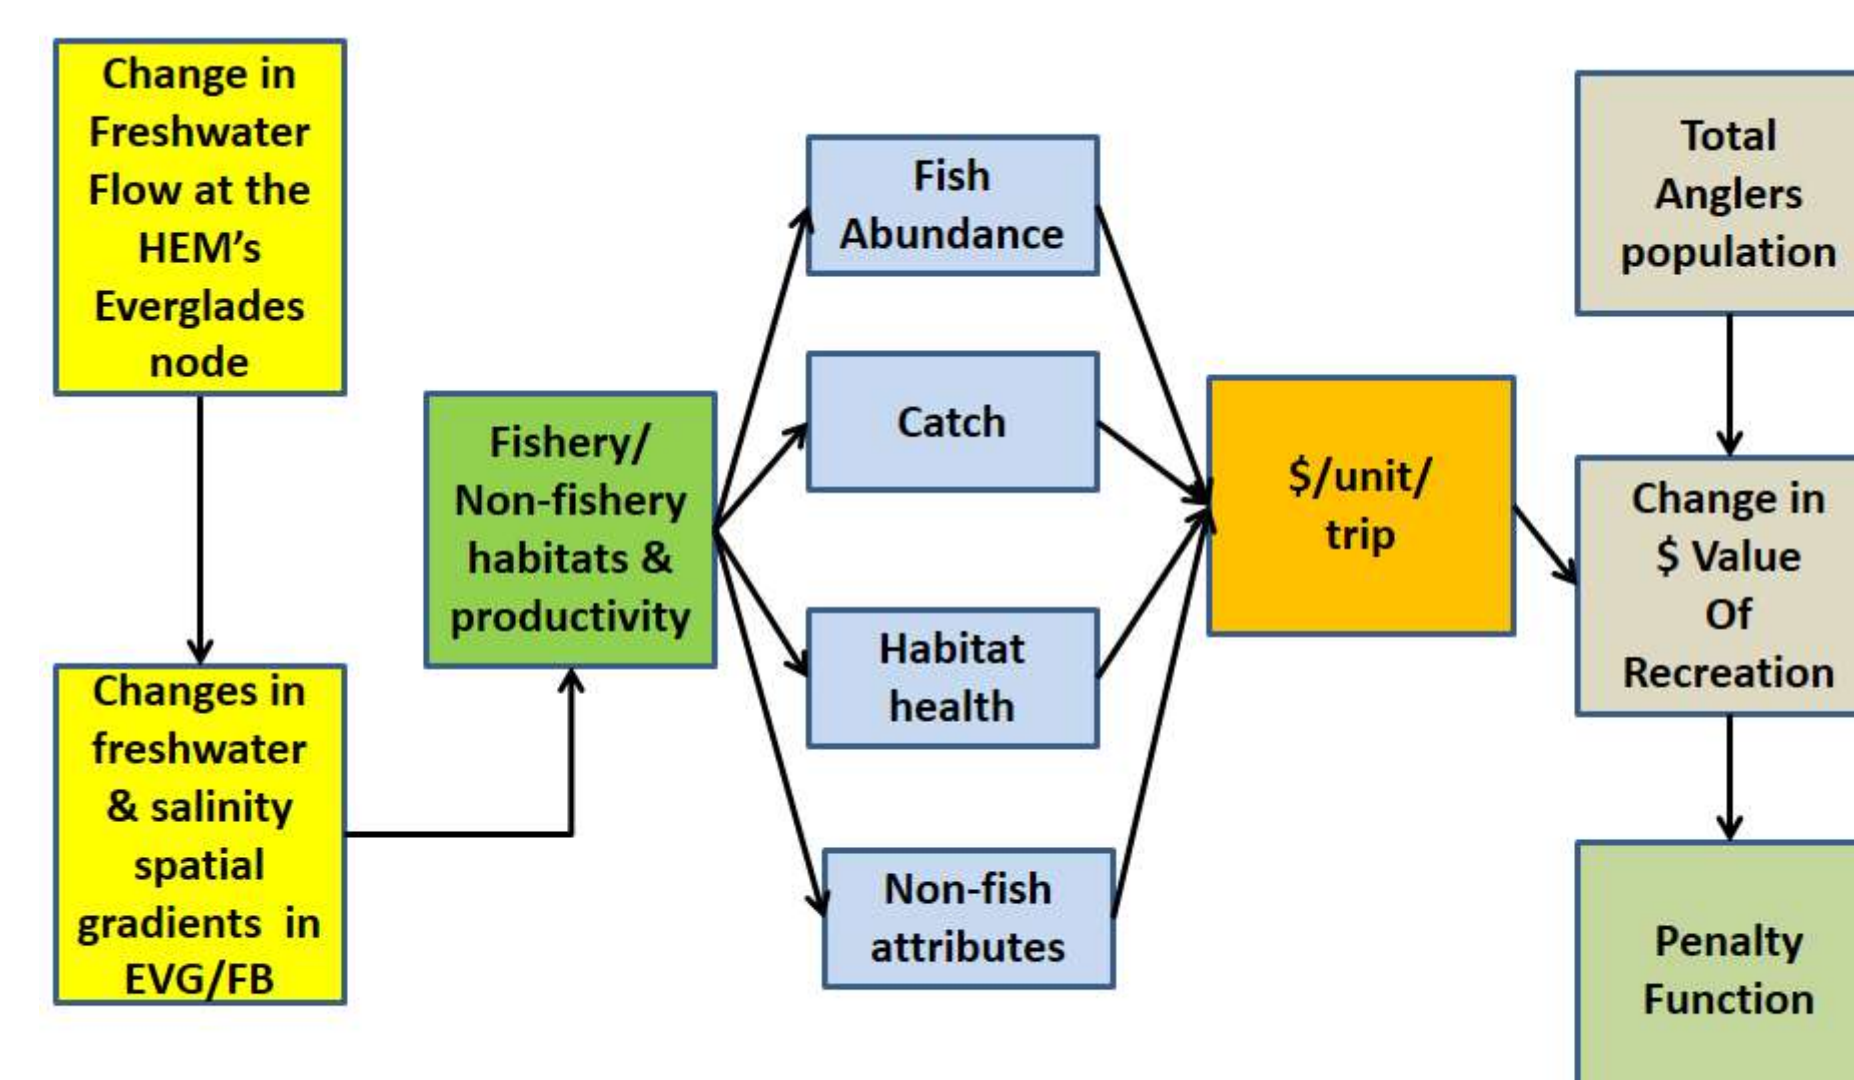 Change in
Freshwater
Flow at the
HEM's
Everglades
node
Changes in
freshwater
& salinity
spatial
gradients in
EVG/FB
Fishery/
Non-fishery
habitats &
productivity
Fish
Abundance
Catch
Habitat
health
Non-fish
attributes
$/unit/
trip
Total
Anglers
population
Change in
$ Value
Of
Recreation
Penalty
Function